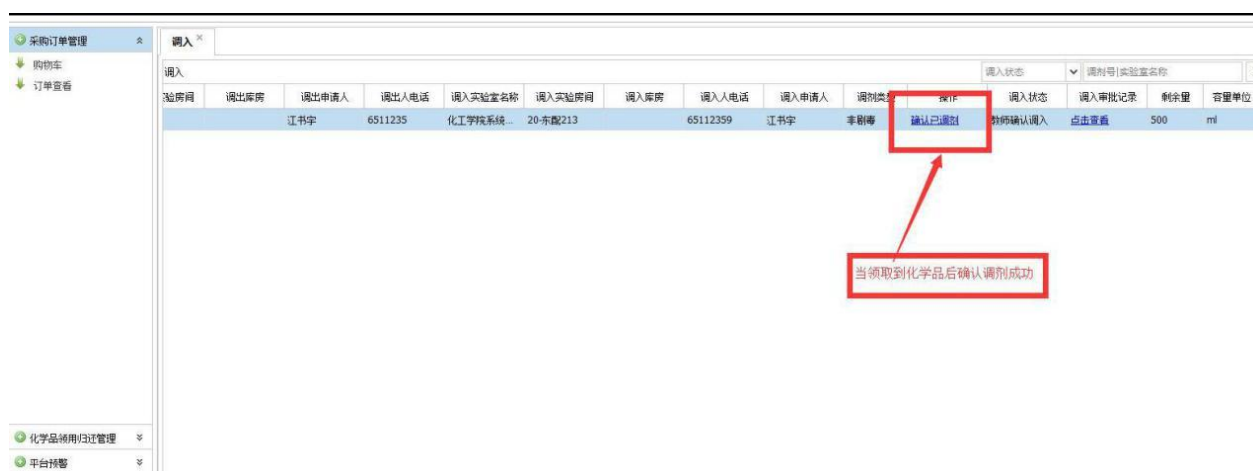 采购订单管理
购物车
订单查看
化学品领用归还管理
平台预警
调入
调入
调入状态 调剂号|实验室名称
验房间 调出库房 调出申请人 调出人电话 调入实验室名称 调入实验房间 调入库房 调入人电话 调入申请人 调剂类型 操作 调入状态 调入审批记录 剩余量 容量单位
江书宇 6511235 化工学院系统... 20-东配213 65112359 江书宇 非剧毒 确认已调剂 教师确认调入 点击查看 500 ml
当领取到化学品后确认调剂成功